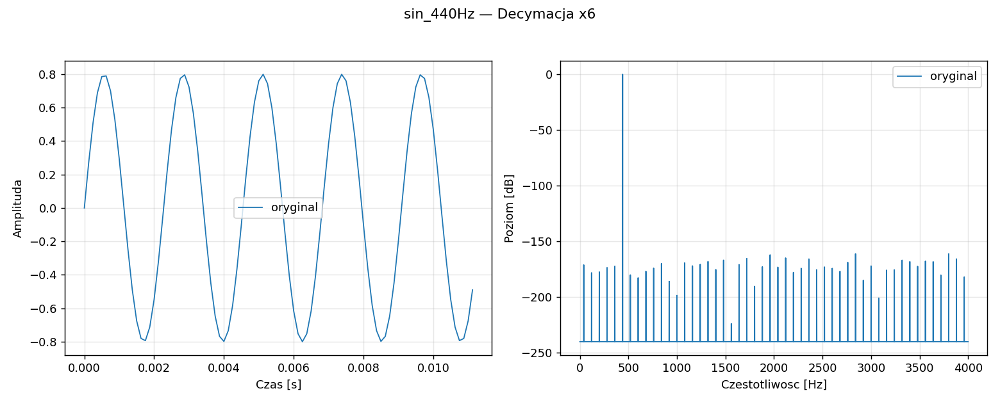 sin_440Hz — Decymacja x6
Amplituda
0.8
0.6
0.4
0.2
0.0
−0.2
−0.4
−0.6
−0.8
oryginal
0.000 0.002 0.004 0.006 0.008 0.010
Czas [s]
Poziom [dB]
0
−50
−100
−150
−200
−250
oryginal
0 500 1000 1500 2000 2500 3000 3500 4000
Czestotliwosc [Hz]